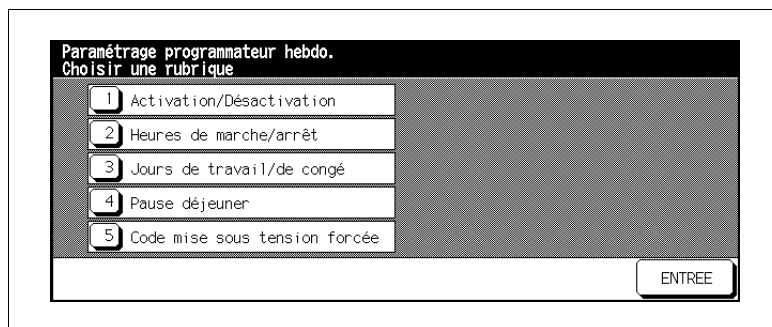 Paramétrage programmateur hebdo.
Choisir une rubrique
1 Activation/Désactivation
2 Heures de marche/arrêt
3 Jours de travail/de congé
4 Pause déjeuner
5 Code mise sous tension forcée
ENTREE